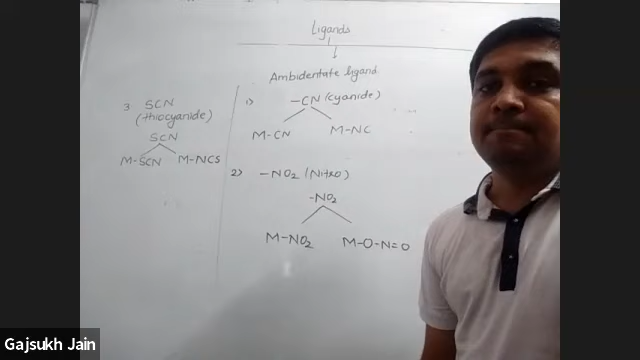 Ligands
Ambidentate ligand
1) -CN (cyanide)
M-CN M-NC
2) -NO2 (Nitro)
-NO2
M-NO2 M-O-N=O
3 SCN
(thiocyanide)
SCN
M-SCN M-NCS
Gajsukh Jain